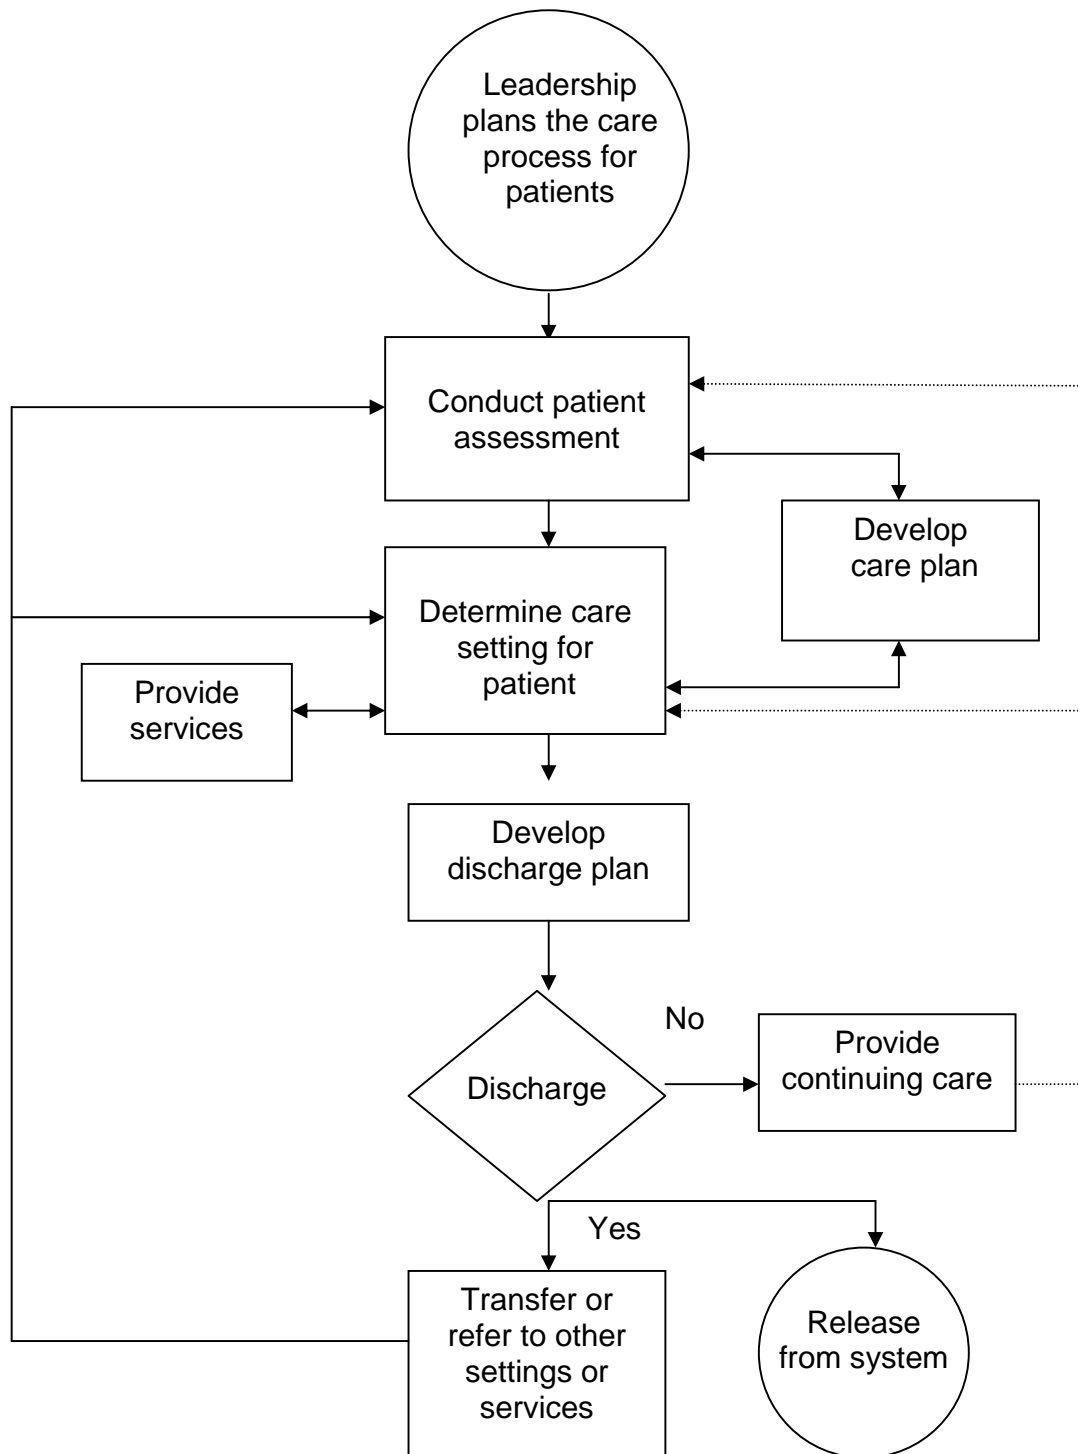 Leadership
plans the care
process for
patients
Conduct patient
assessment
Develop
care plan
Determine care
setting for
patient
Provide
services
Develop
discharge plan
No
Discharge
Provide
continuing care
Yes
Transfer or
refer to other
settings or
services
Release
from system